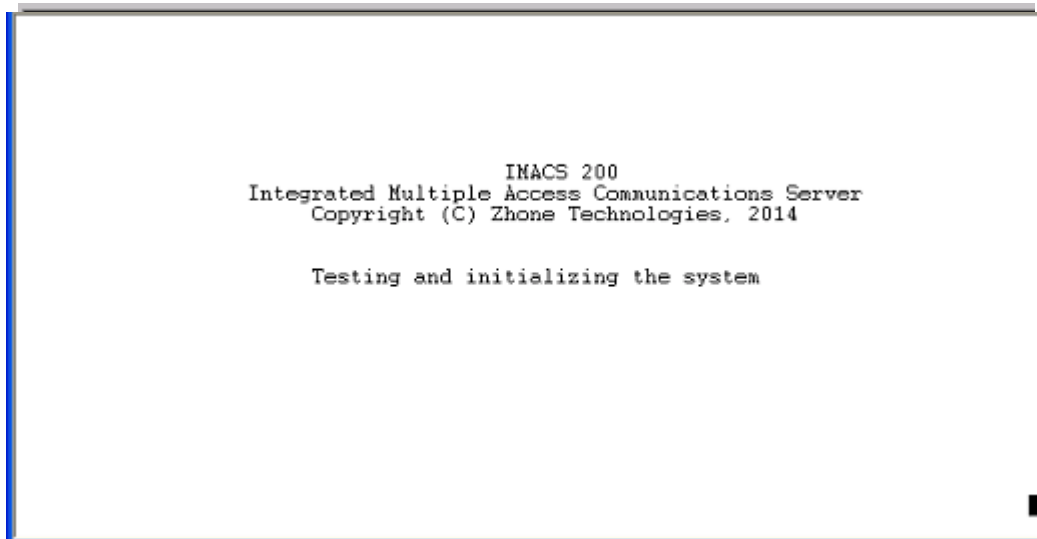 IMACS 200
Integrated Multiple Access Communications Server
Copyright (C) Zhone Technologies, 2014
Testing and initializing the system